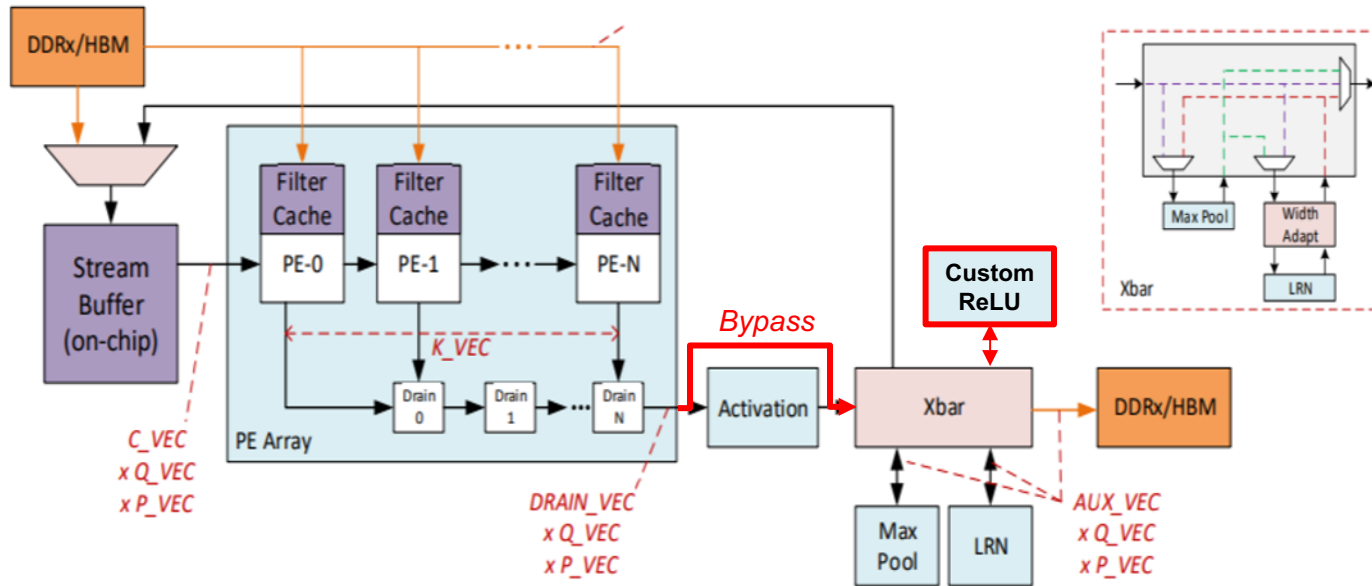 DDRx/HBM
Filter
Cache
Filter
Cache
Filter
Cache
PE-0
PE-1
PE-N
Stream
Buffer
(on-chip)
K_VEC
Drain
0
Drain
1
Drain
N
PE Array
C_VEC
x Q_VEC
x P_VEC
DRAIN_VEC
x Q_VEC
x P_VEC
Bypass
Activation
Custom
ReLU
Xbar
DDRx/HBM
Max
Pool
LRN
AUX_VEC
x Q_VEC
x P_VEC
Max Pool
Width
Adapt
LRN
Xbar